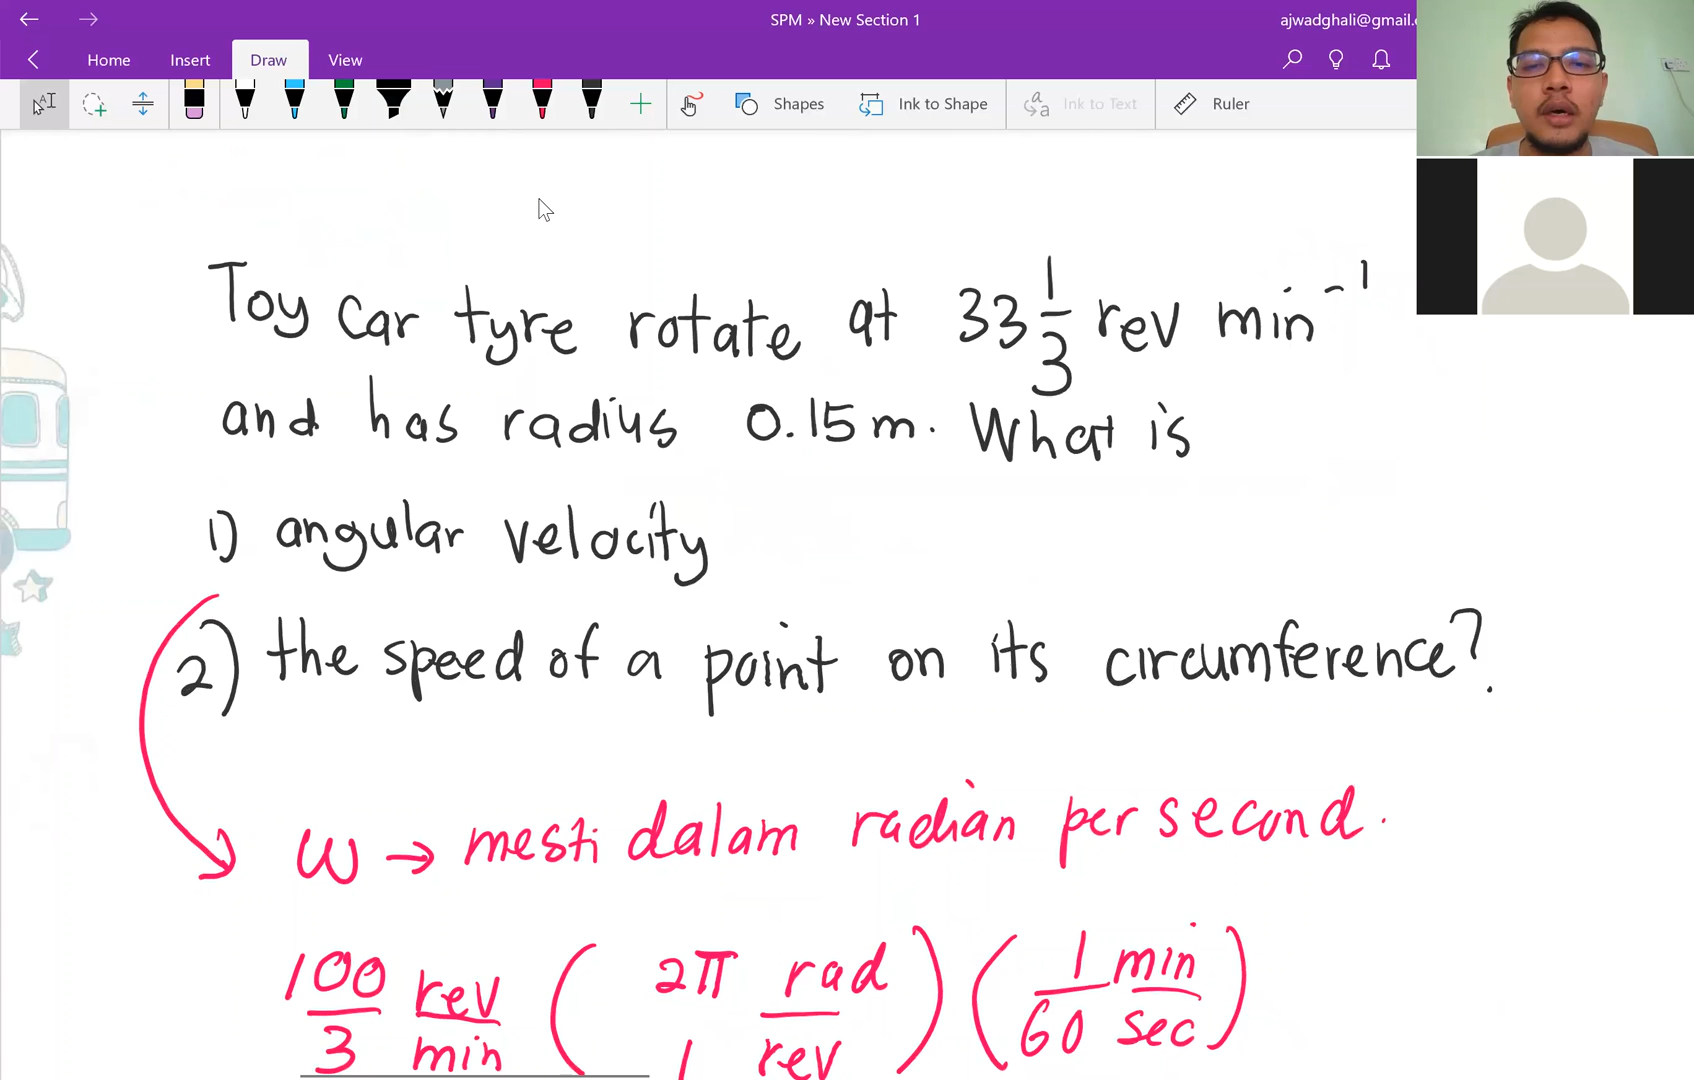 SPM » New Section 1
ajwadghali@gmail.
Home Insert Draw View
Shapes Ink to Shape Ink to Text Ruler
Toy car tyre rotate at 33 1/3 rev min⁻¹
and has radius 0.15 m. What is
1) angular velocity
2) the speed of a point on its circumference?
ω → mesti dalam radian per second.
100/3 rev/min (2π rad/1 rev) (1 min/60 sec)